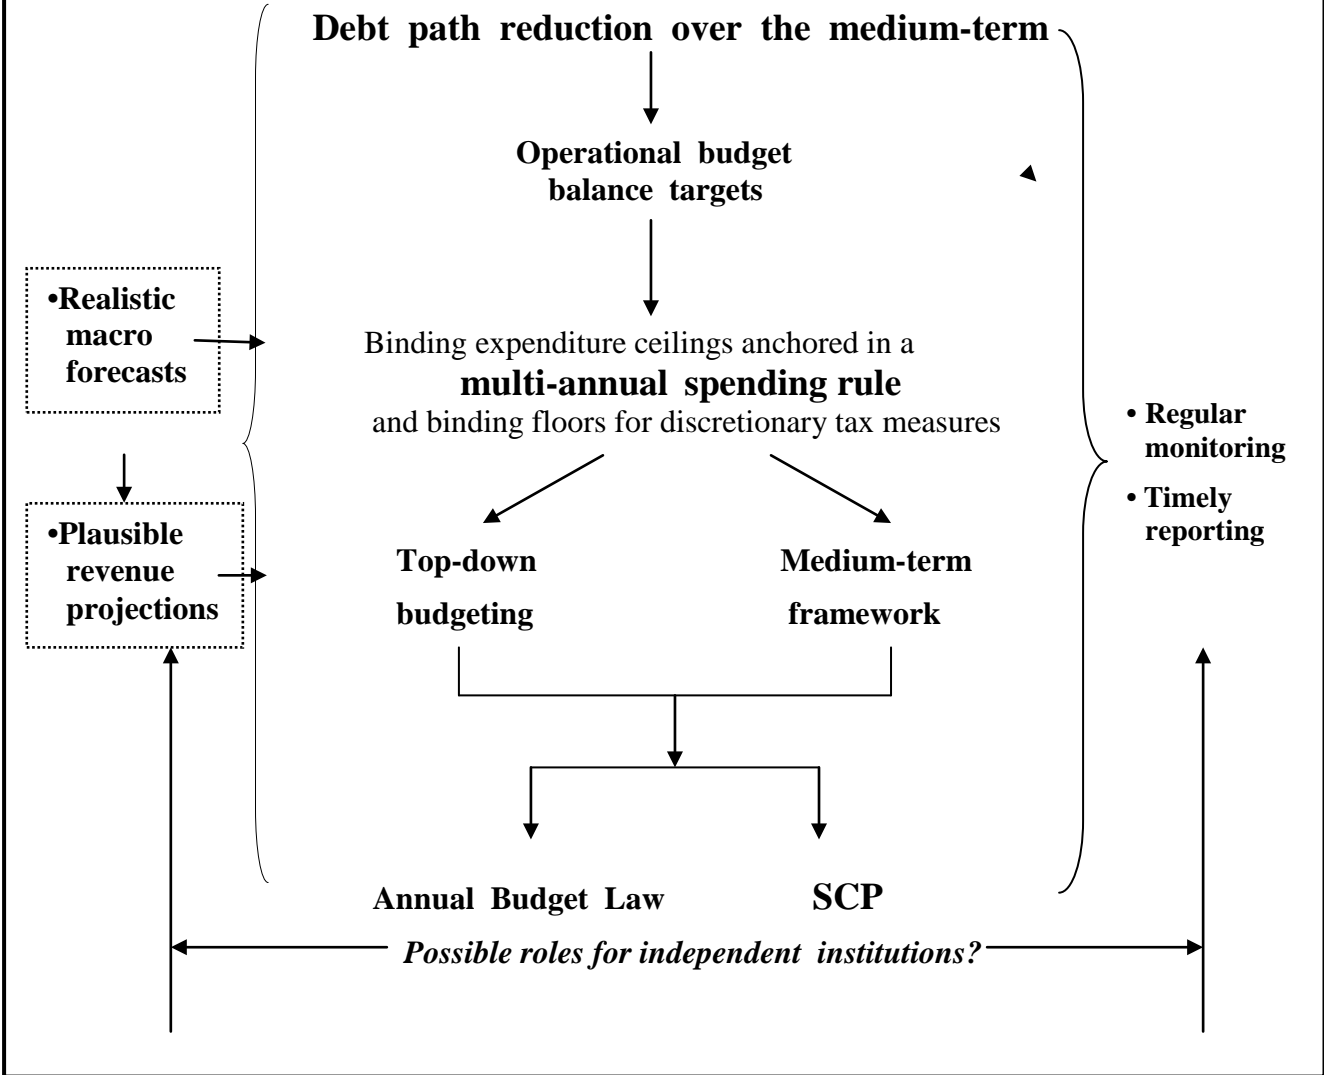 Debt path reduction over the medium-term
Operational budget
balance targets
•Realistic
macro
forecasts
Binding expenditure ceilings anchored in a
multi-annual spending rule
and binding floors for discretionary tax measures
• Regular
monitoring
• Timely
reporting
•Plausible
revenue
projections
Top-down
budgeting
Medium-term
framework
Annual Budget Law
SCP
Possible roles for independent institutions?